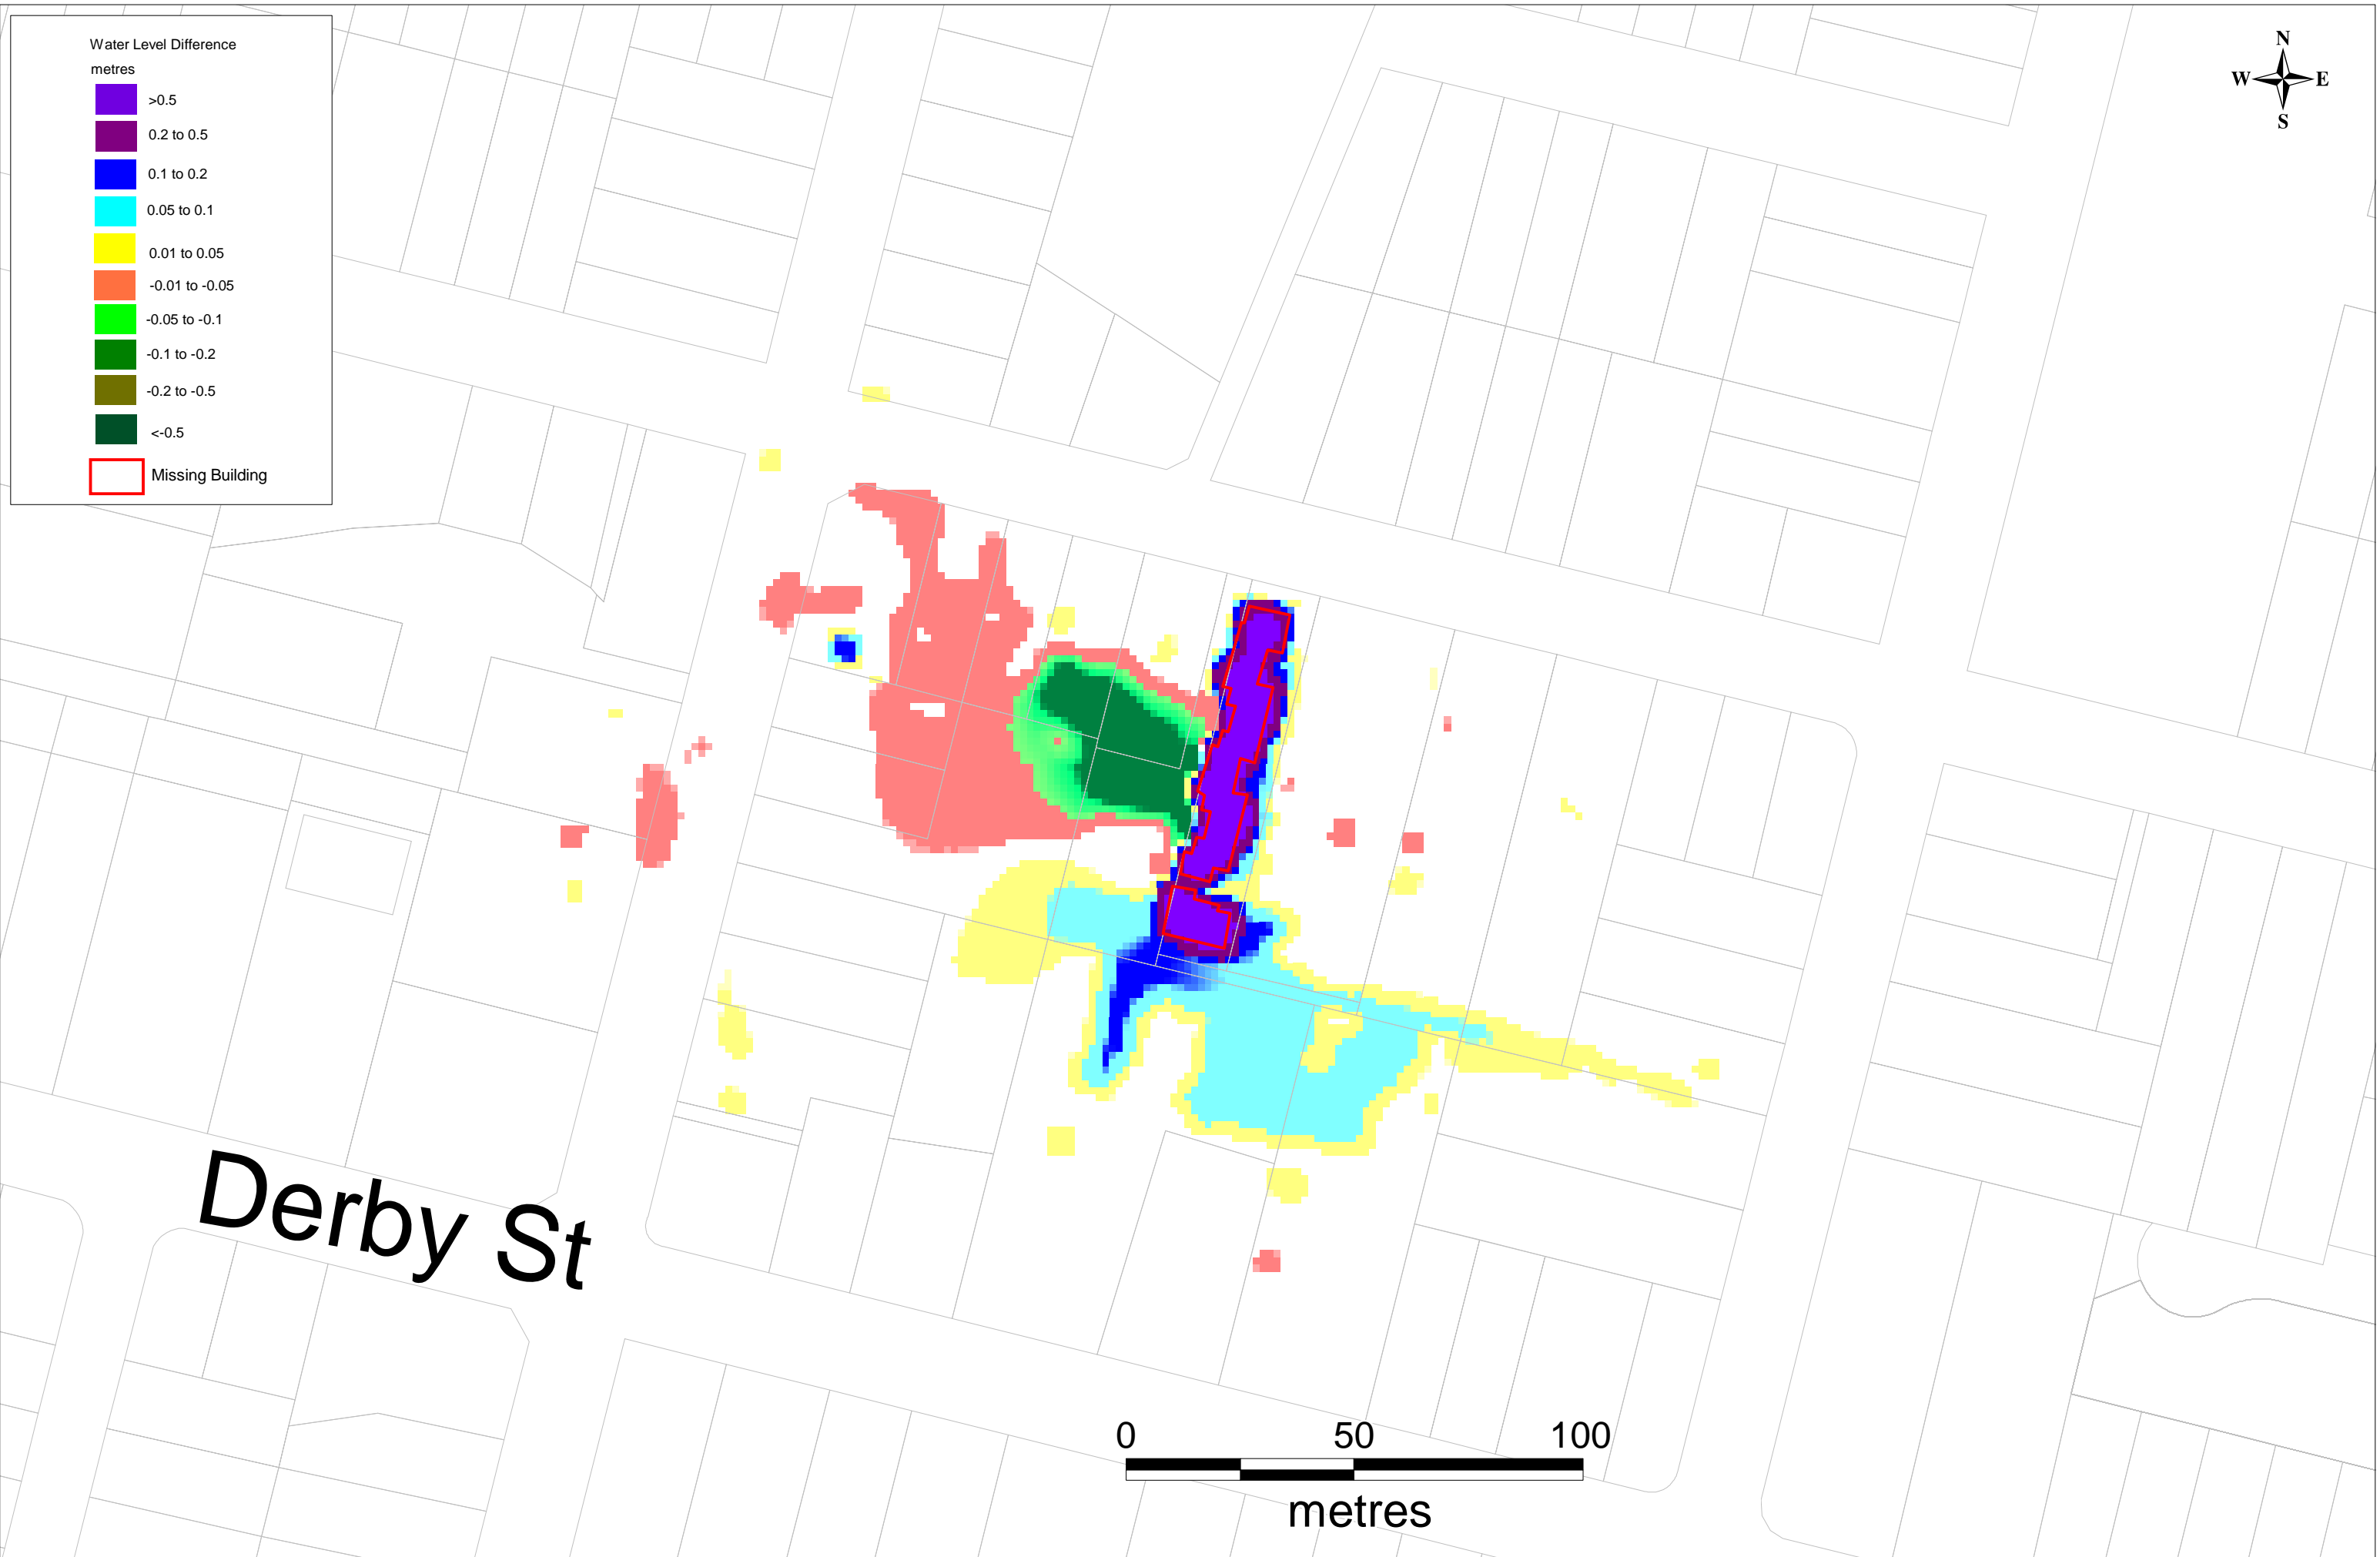 Water Level Difference
metres
>0.5
0.2 to 0.5
0.1 to 0.2
0.05 to 0.1
0.01 to 0.05
-0.01 to -0.05
-0.05 to -0.1
-0.1 to -0.2
-0.2 to -0.5
<-0.5
Missing Building
N
W E
S
Derby St
0 50 100
metres